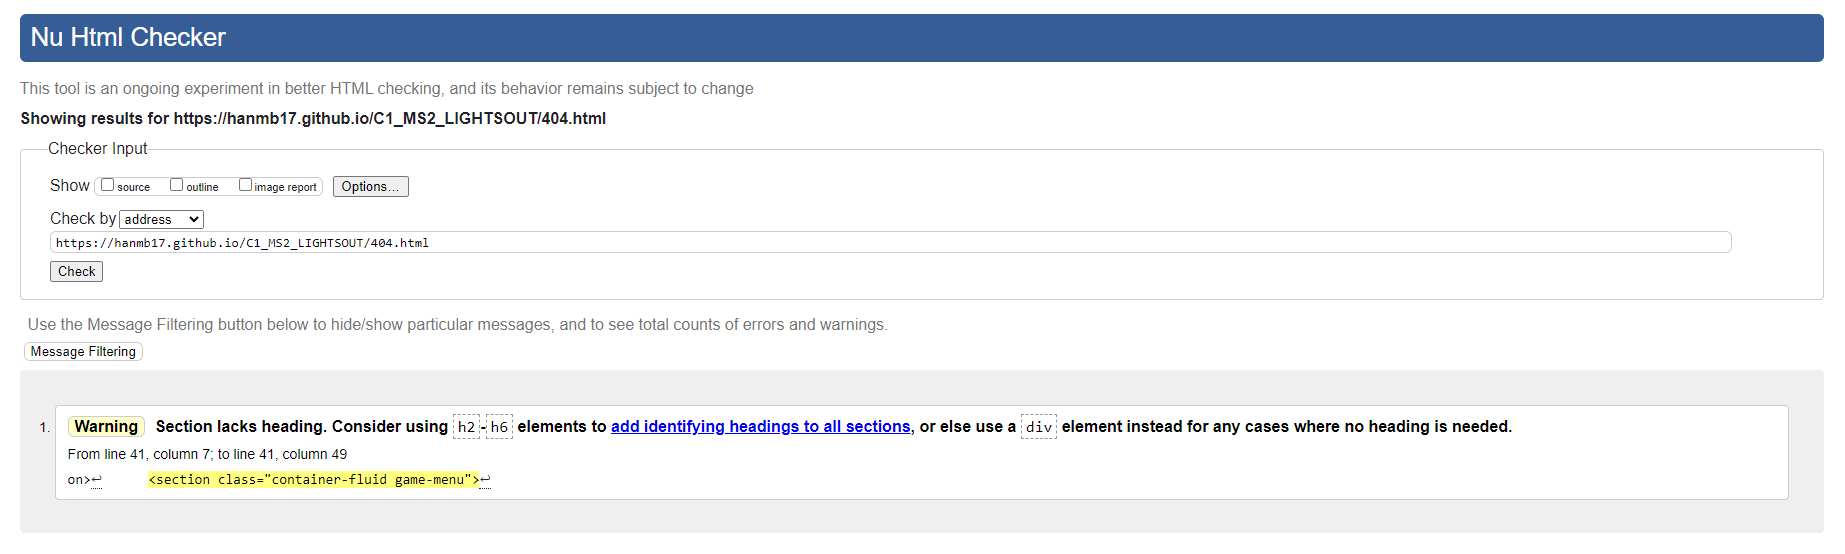 Nu Html Checker
This tool is an ongoing experiment in better HTML checking, and its behavior remains subject to change
Showing results for https://hanmb17.github.io/C1_MS2_LIGHTSOUT/404.html
Checker Input
Show source outline image report Options...
Check by address
https://hanmb17.github.io/C1_MS2_LIGHTSOUT/404.html
Check
Use the Message Filtering button below to hide/show particular messages, and to see total counts of errors and warnings.
Message Filtering
1. Warning Section lacks heading. Consider using h2-h6 elements to add identifying headings to all sections, or else use a div element instead for any cases where no heading is needed.
From line 41, column 7; to line 41, column 49
on>↩ <section class="container-fluid game-menu">↩